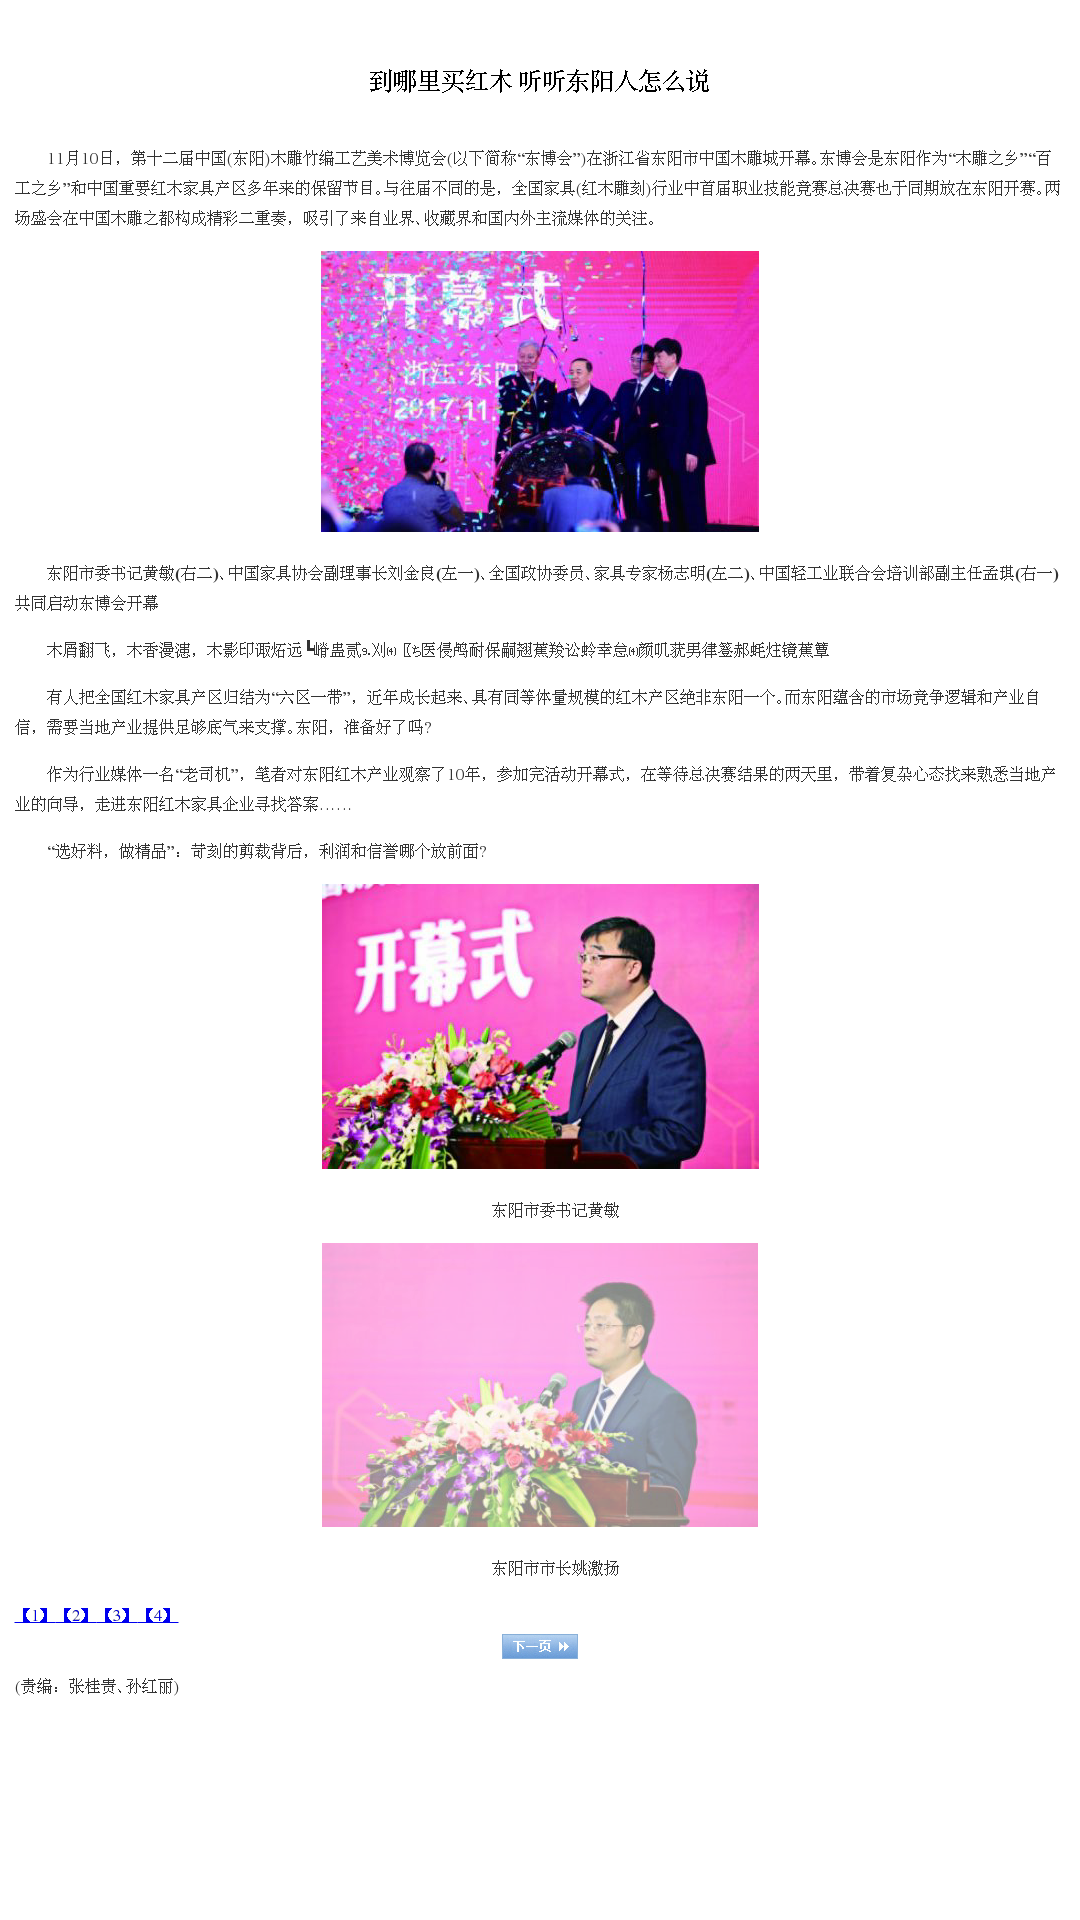 到哪里买红木 听听东阳人怎么说
11月10日，第十二届中国(东阳)木雕竹编工艺美术博览会(以下简称“东博会”)在浙江省东阳市中国木雕城开幕。东博会是东阳作为“木雕之乡”“百
工之乡”和中国重要红木家具产区多年来的保留节目。与往届不同的是，全国家具(红木雕刻)行业中首届职业技能竞赛总决赛也于同期放在东阳开赛。两
场盛会在中国木雕之都构成精彩二重奏，吸引了来自业界、收藏界和国内外主流媒体的关注。
开幕式
浙江·东阳
2017.11.
东阳市委书记黄敏(右二)、中国家具协会副理事长刘金良(左一)、全国政协委员、家具专家杨志明(左二)、中国轻工业联合会培训部副主任孟琪(右一)
共同启动东博会开幕
木屑翻飞，木香漫漶，木影印诹炻远
有人把全国红木家具产区归结为“六区一带”，近年成长起来、具有同等体量规模的红木产区绝非东阳一个。而东阳蕴含的市场竞争逻辑和产业自
信，需要当地产业提供足够底气来支撑。东阳，准备好了吗?
作为行业媒体一名“老司机”，笔者对东阳红木产业观察了10年，参加完活动开幕式，在等待总决赛结果的两天里，带着复杂心态找来熟悉当地产
业的向导，走进东阳红木家具企业寻找答案……
“选好料，做精品”：苛刻的剪裁背后，利润和信誉哪个放前面?
开幕式
东阳市委书记黄敏
东阳市市长姚激扬
【1】【2】【3】【4】
下一页
(责编：张桂贵、孙红丽)